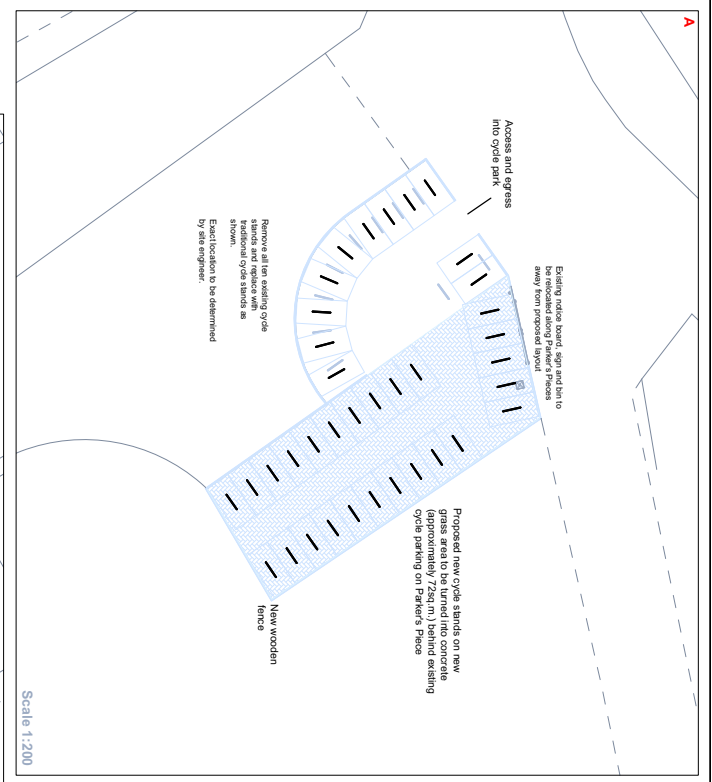 A
Access and egress
into cycle park
Existing notice board, sign and bin to
be relocated along Parker's Pieces
away from proposed layout
Remove all ten existing cycle
stands and replace with
traditional cycle stands as
shown.
Exact location to be determined
by site engineer.
Proposed new cycle stands on new
grass area to be turned into concrete
(approximately 72sq.m.) behind existing
cycle parking on Parker's Piece
New wooden
fence
Scale 1:200